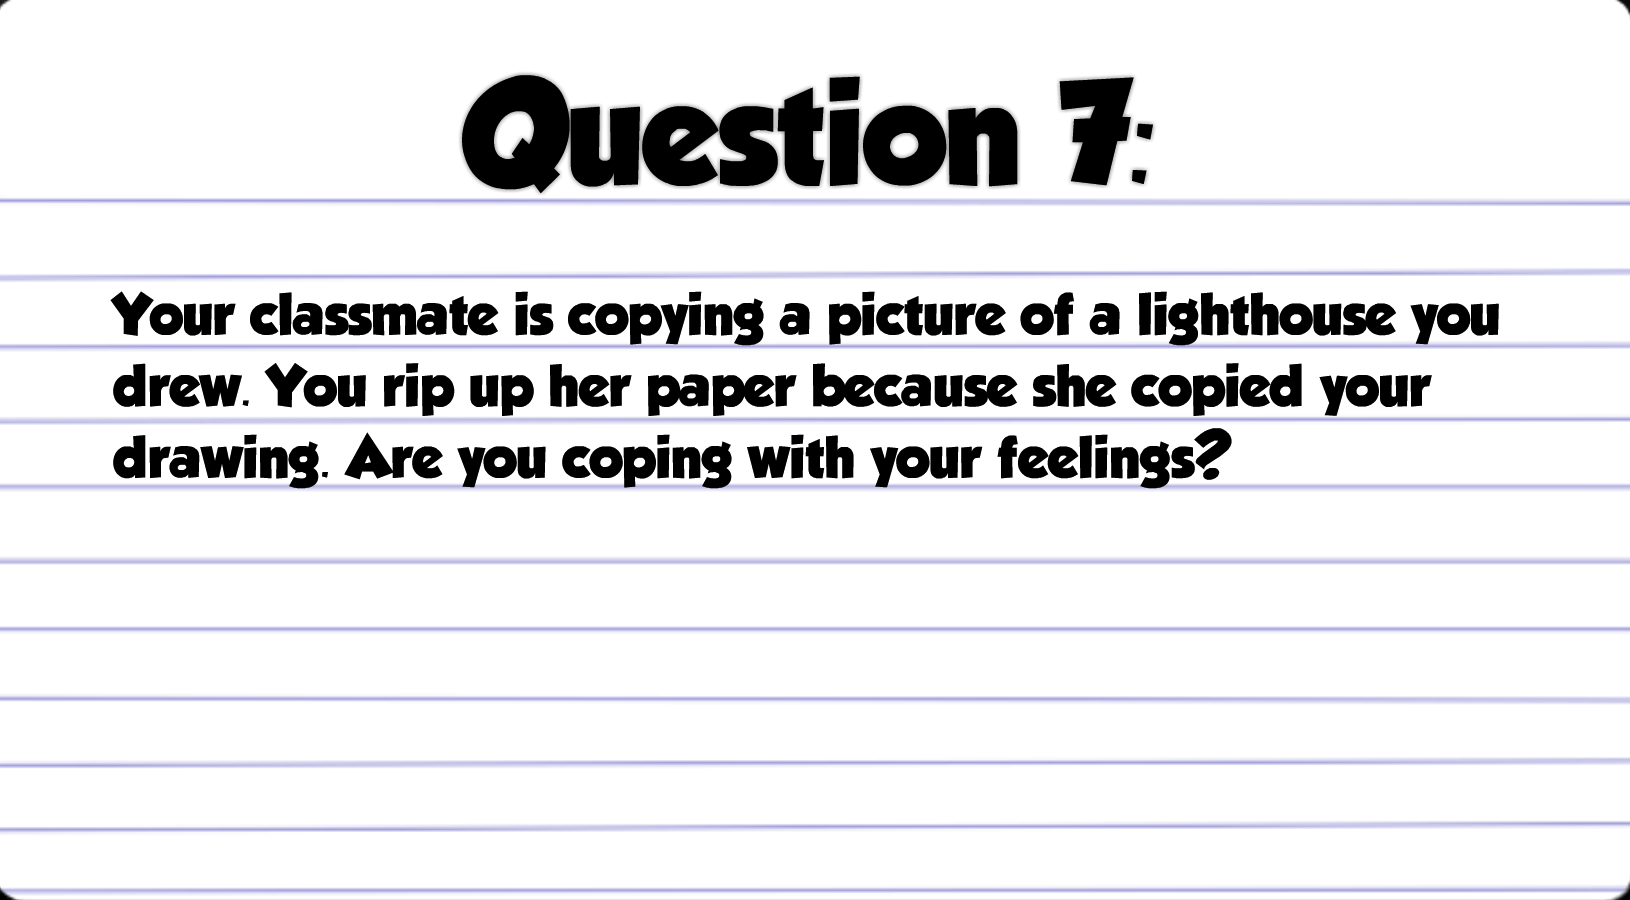 Question 7:
Your classmate is copying a picture of a lighthouse you
drew. You rip up her paper because she copied your
drawing. Are you coping with your feelings?